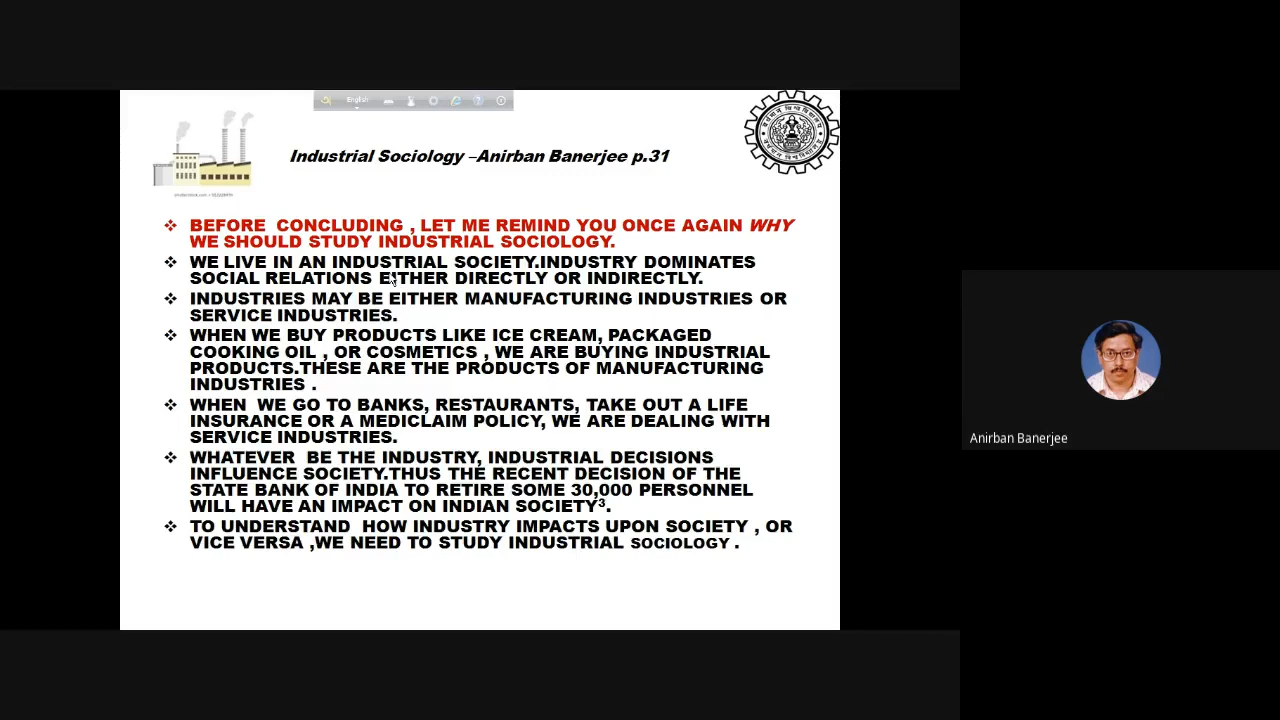 English
Industrial Sociology –Anirban Banerjee p.31
❖ BEFORE CONCLUDING , LET ME REMIND YOU ONCE AGAIN WHY
WE SHOULD STUDY INDUSTRIAL SOCIOLOGY.
❖ WE LIVE IN AN INDUSTRIAL SOCIETY.INDUSTRY DOMINATES
SOCIAL RELATIONS EITHER DIRECTLY OR INDIRECTLY.
❖ INDUSTRIES MAY BE EITHER MANUFACTURING INDUSTRIES OR
SERVICE INDUSTRIES.
❖ WHEN WE BUY PRODUCTS LIKE ICE CREAM, PACKAGED
COOKING OIL , OR COSMETICS , WE ARE BUYING INDUSTRIAL
PRODUCTS.THESE ARE THE PRODUCTS OF MANUFACTURING
INDUSTRIES .
❖ WHEN WE GO TO BANKS, RESTAURANTS, TAKE OUT A LIFE
INSURANCE OR A MEDICLAIM POLICY, WE ARE DEALING WITH
SERVICE INDUSTRIES.
❖ WHATEVER BE THE INDUSTRY, INDUSTRIAL DECISIONS
INFLUENCE SOCIETY.THUS THE RECENT DECISION OF THE
STATE BANK OF INDIA TO RETIRE SOME 30,000 PERSONNEL
WILL HAVE AN IMPACT ON INDIAN SOCIETY³.
❖ TO UNDERSTAND HOW INDUSTRY IMPACTS UPON SOCIETY , OR
VICE VERSA ,WE NEED TO STUDY INDUSTRIAL SOCIOLOGY .
Anirban Banerjee